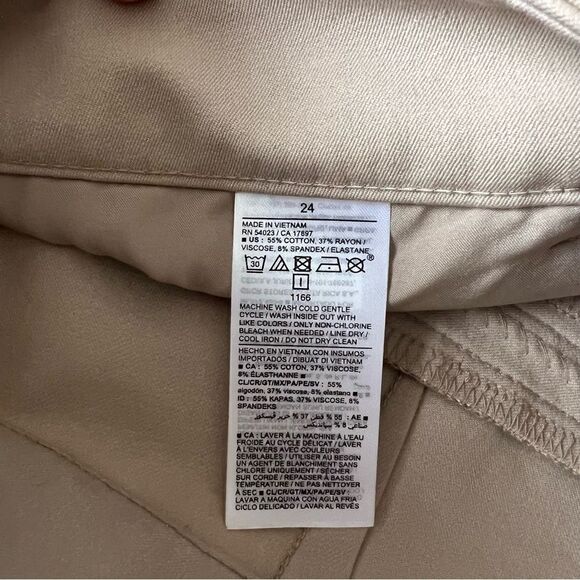 24
MADE IN VIETNAM
RN 54023 / CA 17897
■ US : 55% COTTON, 37% RAYON /
VISCOSE, 8% SPANDEX / ELASTANE
30
®
I
1166
MACHINE WASH COLD GENTLE
CYCLE / WASH INSIDE OUT WITH
LIKE COLORS / ONLY NON-CHLORINE
BLEACH WHEN NEEDED / LINE DRY /
COOL IRON / DO NOT DRY CLEAN
HECHO EN VIETNAM CON INSUMOS
IMPORTADOS / DIBUAT DI VIETNAM
■ CA : 55% COTON, 37% VISCOSE,
8% ÉLASTHANNE ■
CL/CR/GT/MX/PA/PE/SV : 55%
algodón, 37% viscosa, 8% elastano ■
ID : 55% KAPAS, 37% VISCOSE, 8%
SPANDEKS
■ AE : 55 % قطن 37 %
8 %
■ CA : LAVER À LA MACHINE À L'EAU
FROIDE AU CYCLE DÉLICAT / LAVER
À L'ENVERS AVEC COULEURS
SEMBLABLES / UTILISER AU BESOIN
UN AGENT DE BLANCHIMENT SANS
CHLORE UNIQUEMENT / SÉCHER
SUR CORDE / REPASSER À BASSE
TEMPÉRATURE / NE PAS NETTOYER
À SEC ■ CL/CR/GT/MX/PA/PE/SV :
LAVAR A MAQUINA CON AGUA FRIA
CICLO DELICADO / LAVAR AL REVÉS